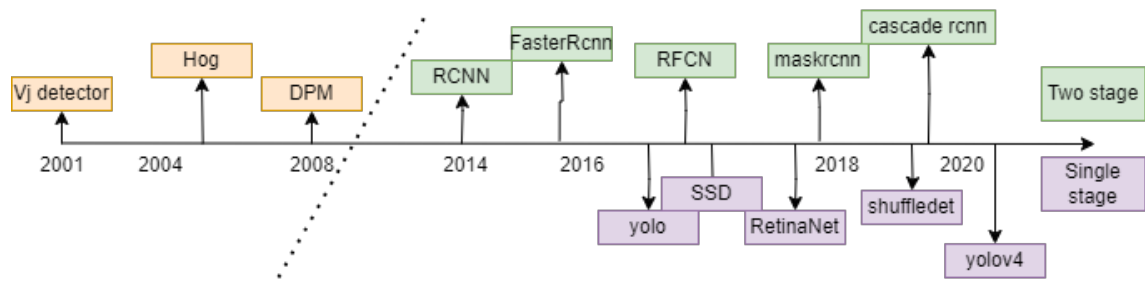 cascade rcnn
FasterRcnn
Hog
RFCN
maskrcnn
RCNN
Vj detector
DPM
Two stage
2001
2004
2008
2014
2016
2018
2020
Single
stage
SSD
shuffledet
yolo
RetinaNet
yolov4